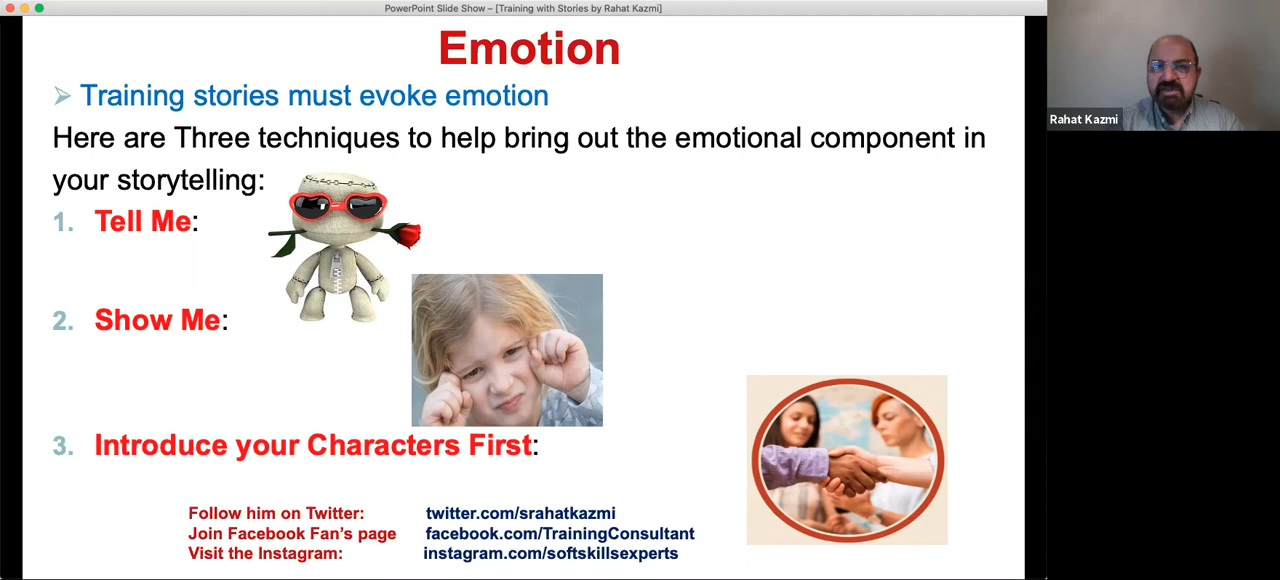 PowerPoint Slide Show – [Training with Stories by Rahat Kazmi]
Emotion
Training stories must evoke emotion
Here are Three techniques to help bring out the emotional component in
your storytelling:
1. Tell Me:
2. Show Me:
3. Introduce your Characters First:
Follow him on Twitter: twitter.com/srahatkazmi
Join Facebook Fan's page facebook.com/TrainingConsultant
Visit the Instagram: instagram.com/softskillsexperts
Rahat Kazmi